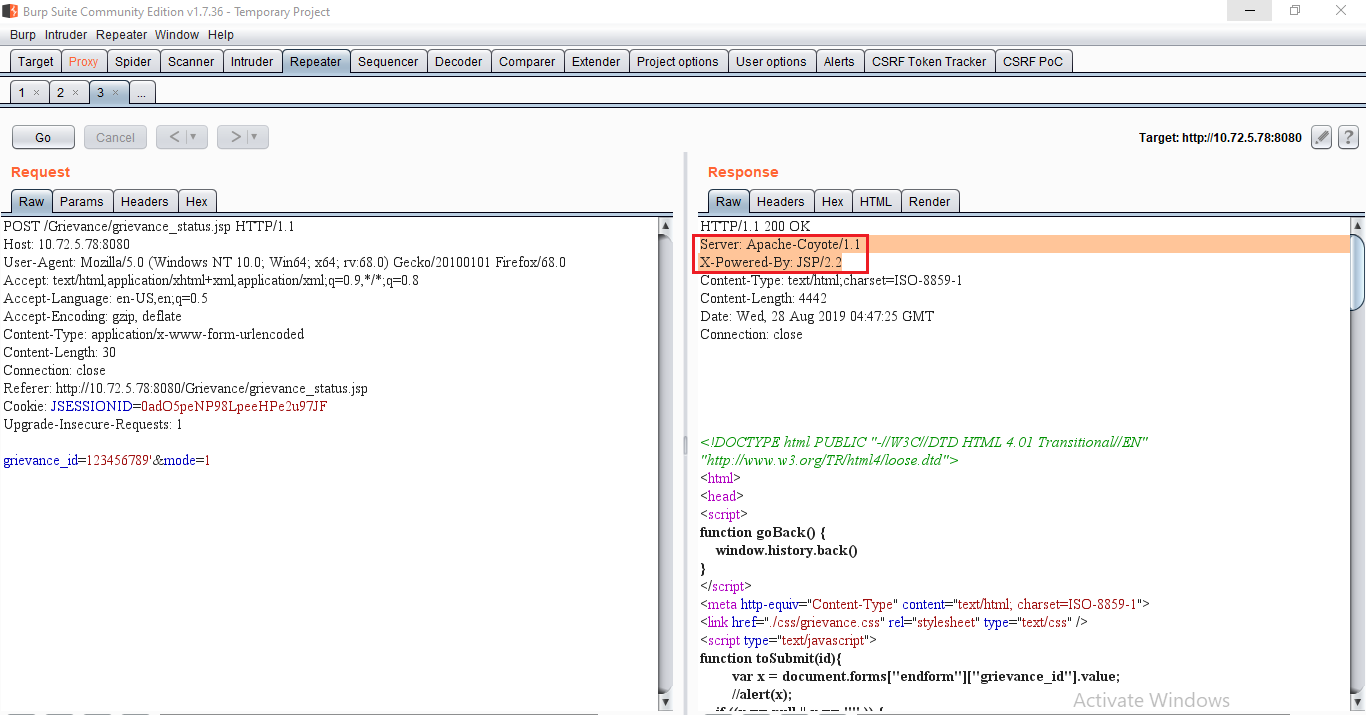 Burp Suite Community Edition v1.7.36 - Temporary Project
Burp Intruder Repeater Window Help
Target Proxy Spider Scanner Intruder Repeater Sequencer Decoder Comparer Extender Project options User options Alerts CSRF Token Tracker CSRF PoC
1 × 2 × 3 × ...
Go Cancel < ▼ > ▼ Target: http://10.72.5.78:8080 ?
Request
Raw Params Headers Hex
POST /Grievance/grievance_status.jsp HTTP/1.1
Host: 10.72.5.78:8080
User-Agent: Mozilla/5.0 (Windows NT 10.0; Win64; x64; rv:68.0) Gecko/20100101 Firefox/68.0
Accept: text/html,application/xhtml+xml,application/xml;q=0.9,*/*;q=0.8
Accept-Language: en-US,en;q=0.5
Accept-Encoding: gzip, deflate
Content-Type: application/x-www-form-urlencoded
Content-Length: 30
Connection: close
Referer: http://10.72.5.78:8080/Grievance/grievance_status.jsp
Cookie: JSESSIONID=0adO5peNP98LpeeHPe2u97JF
Upgrade-Insecure-Requests: 1
grievance_id=123456789'&mode=1
Response
Raw Headers Hex HTML Render
HTTP/1.1 200 OK
Server: Apache-Coyote/1.1
X-Powered-By: JSP/2.2
Content-Type: text/html;charset=ISO-8859-1
Content-Length: 4442
Date: Wed, 28 Aug 2019 04:47:25 GMT
Connection: close
<!DOCTYPE html PUBLIC "-//W3C//DTD HTML 4.01 Transitional//EN"
"http://www.w3.org/TR/html4/loose.dtd">
<html>
<head>
<script>
function goBack() {
window.history.back()
}
</script>
<meta http-equiv="Content-Type" content="text/html; charset=ISO-8859-1">
<link href="./css/grievance.css" rel="stylesheet" type="text/css" />
<script type="text/javascript">
function toSubmit(id){
var x = document.forms["endform"]["grievance_id"].value;
//alert(x);
Activate Windows